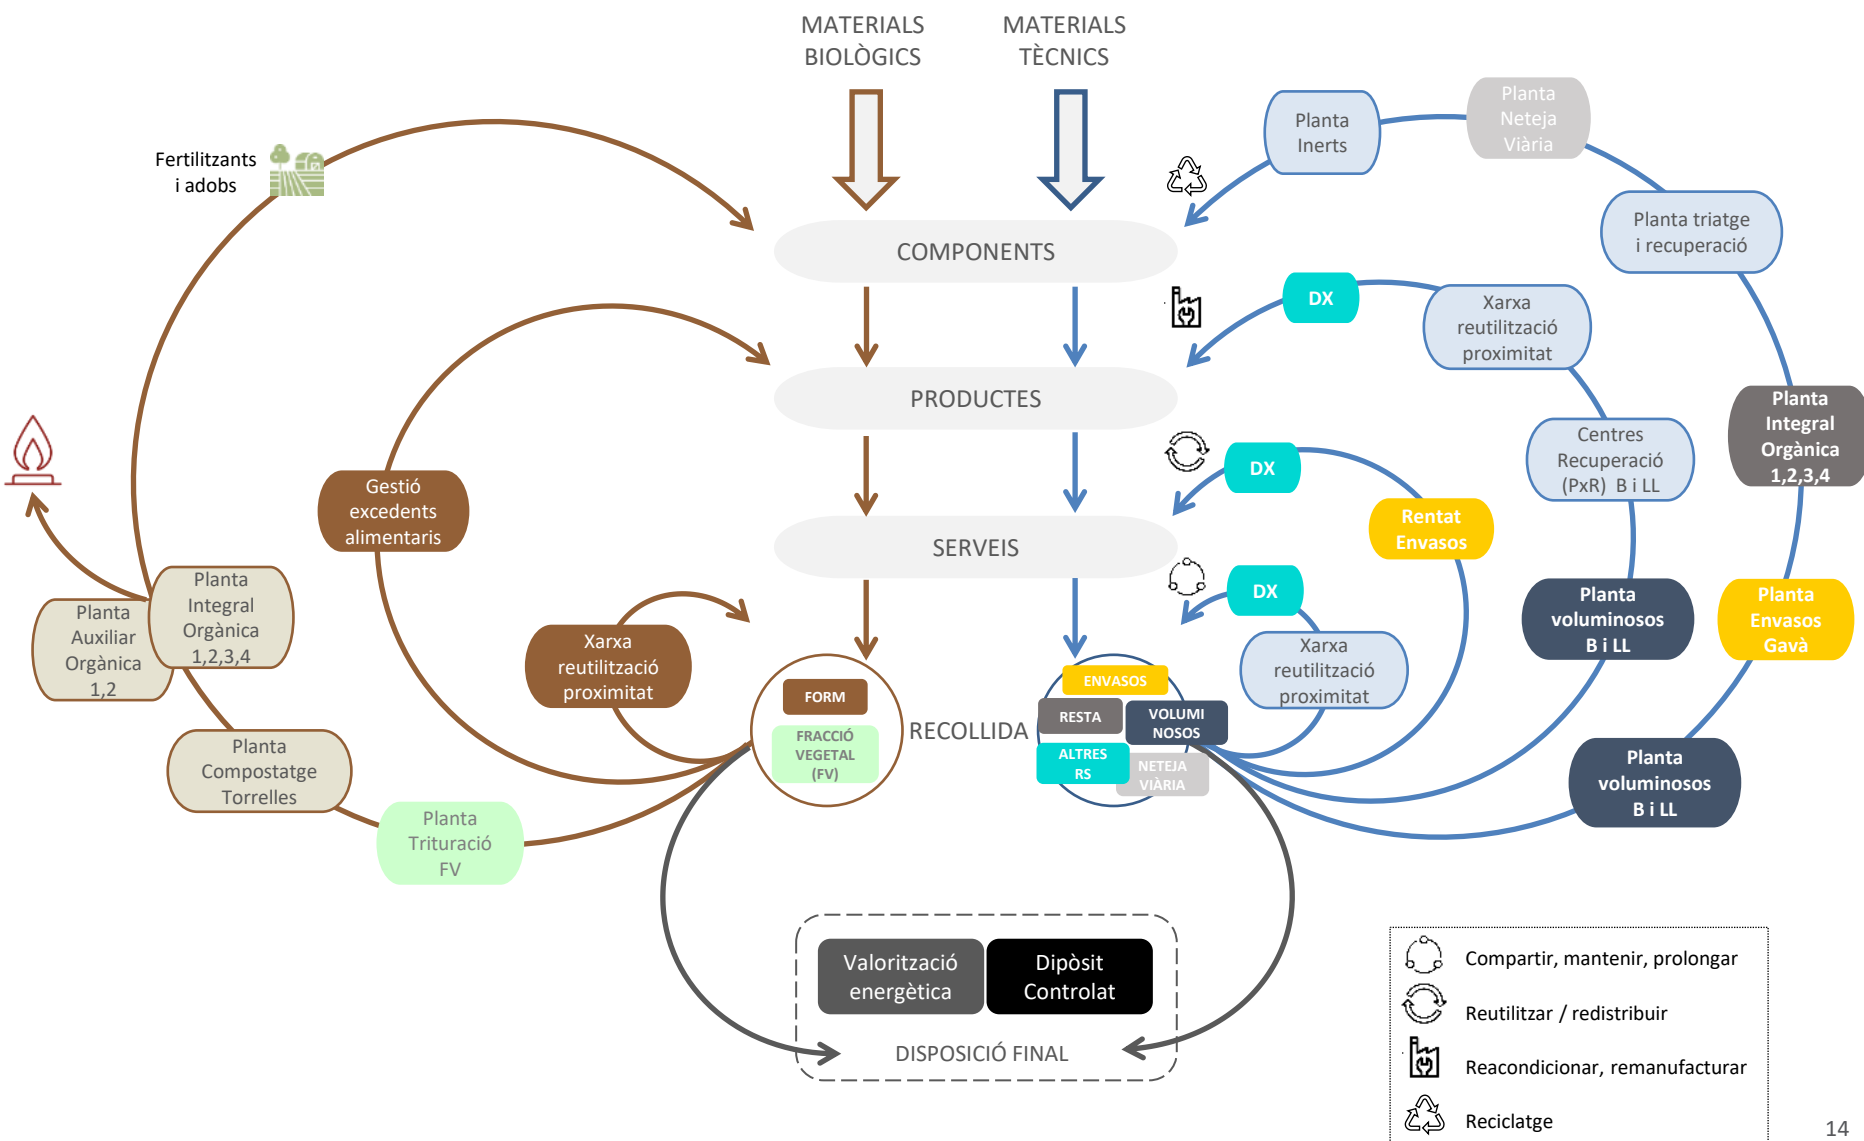 MATERIALS
BIOLÒGICS
MATERIALS
TÈCNICS
Planta
Neteja
Viària
Planta
Inerts
Fertilitzants
i adobs
Planta triatge
i recuperació
COMPONENTS
DX
Xarxa
reutilització
proximitat
PRODUCTES
Planta
Integral
Orgànica
1,2,3,4
Centres
Recuperació
(PxR) B i LL
DX
Gestió
excedents
alimentaris
Rentat
Envasos
SERVEIS
Planta
Integral
Orgànica
1,2,3,4
Planta
Auxiliar
Orgànica
1,2
DX
Planta
voluminosos
B i LL
Planta
Envasos
Gavà
Xarxa
reutilització
proximitat
Xarxa
reutilització
proximitat
FORM
FRACCIÓ
VEGETAL
(FV)
RECOLLIDA
ENVASOS
RESTA
VOLUMI
NOSOS
ALTRES
RS
NETEJA
VIÀRIA
Planta
Compostatge
Torrelles
Planta
voluminosos
B i LL
Planta
Trituració
FV
Valorització
energètica
Dipòsit
Controlat
DISPOSICIÓ FINAL
Compartir, mantenir, prolongar
Reutilitzar / redistribuir
Reacondicionar, remanufacturar
Reciclatge
14